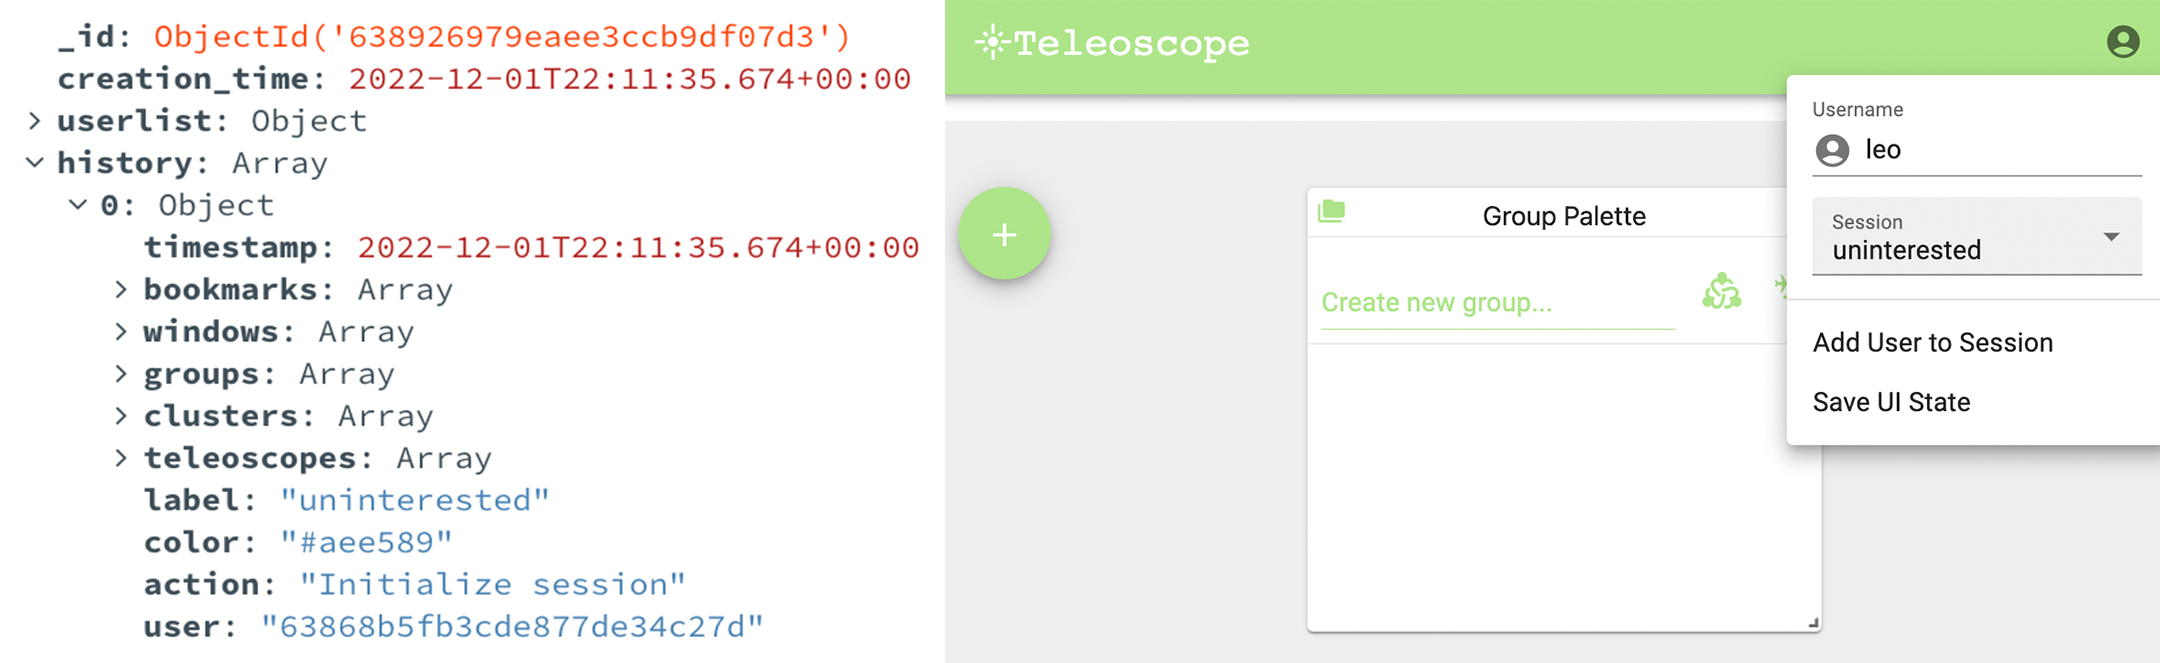 _id: ObjectId('638926979eaee3ccb9df07d3')
creation_time: 2022-12-01T22:11:35.674+00:00
userlist: Object
history: Array
0: Object
timestamp: 2022-12-01T22:11:35.674+00:00
bookmarks: Array
windows: Array
groups: Array
clusters: Array
teleoscopes: Array
label: "uninterested"
color: "#aee589"
action: "Initialize session"
user: "63868b5fb3cde877de34c27d"
Teleoscope
Group Palette
Create new group...
Username
leo
Session
uninterested
Add User to Session
Save UI State